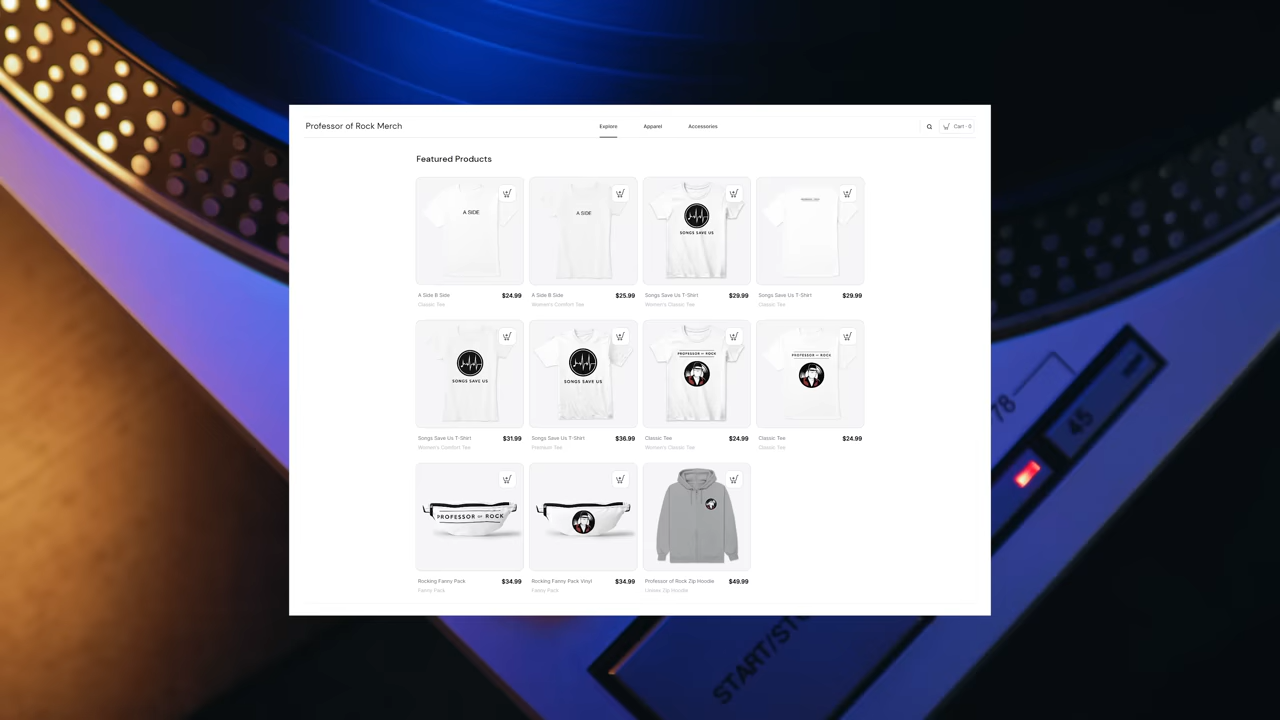 Professor of Rock Merch
Explore
Apparel
Accessories
Cart · 0
Featured Products
A SIDE
A SIDE
SONGS SAVE US
A Side B Side
$24.99
Classic Tee
A Side B Side
$25.99
Women's Comfort Tee
Songs Save Us T-Shirt
$29.99
Women's Classic Tee
Songs Save Us T-Shirt
$29.99
Classic Tee
SONGS SAVE US
SONGS SAVE US
PROFESSOR OF ROCK
PROFESSOR OF ROCK
Songs Save Us T-Shirt
$31.99
Women's Comfort Tee
Songs Save Us T-Shirt
$36.99
Premium Tee
Classic Tee
$24.99
Women's Classic Tee
Classic Tee
$24.99
Classic Tee
PROFESSOR OF ROCK
Rocking Fanny Pack
$34.99
Fanny Pack
Rocking Fanny Pack Vinyl
$34.99
Fanny Pack
Professor of Rock Zip Hoodie
$49.99
Unisex Zip Hoodie
78
45
START/STO